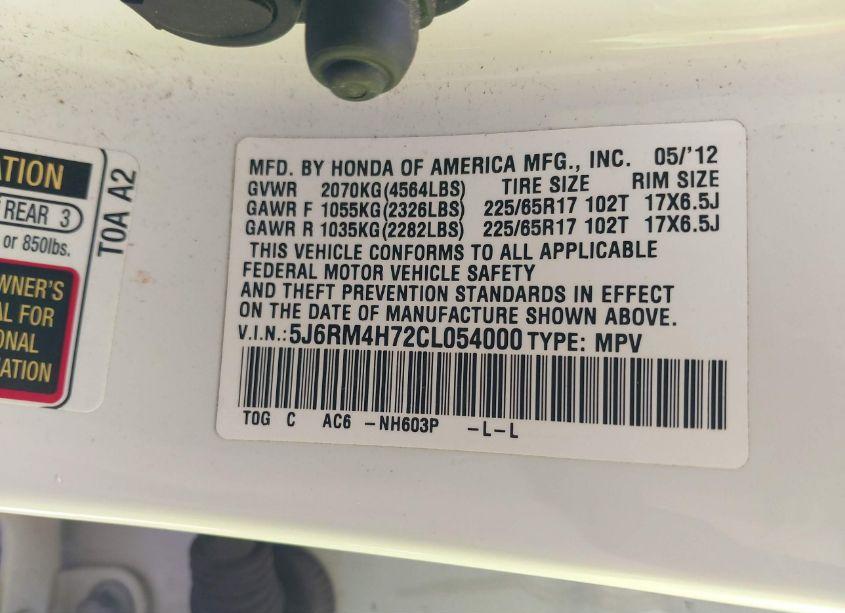 ATION
REAR 3
or 850lbs.
WNER'S
AL FOR
ONAL
ATION
T0A A2
MFD. BY HONDA OF AMERICA MFG., INC. 05/'12
GVWR 2070KG(4564LBS) TIRE SIZE RIM SIZE
GAWR F 1055KG(2326LBS) 225/65R17 102T 17X6.5J
GAWR R 1035KG(2282LBS) 225/65R17 102T 17X6.5J
THIS VEHICLE CONFORMS TO ALL APPLICABLE
FEDERAL MOTOR VEHICLE SAFETY
AND THEFT PREVENTION STANDARDS IN EFFECT
ON THE DATE OF MANUFACTURE SHOWN ABOVE.
V.I.N.:5J6RM4H72CL054000 TYPE: MPV
T0G C AC6 -NH603P -L-L